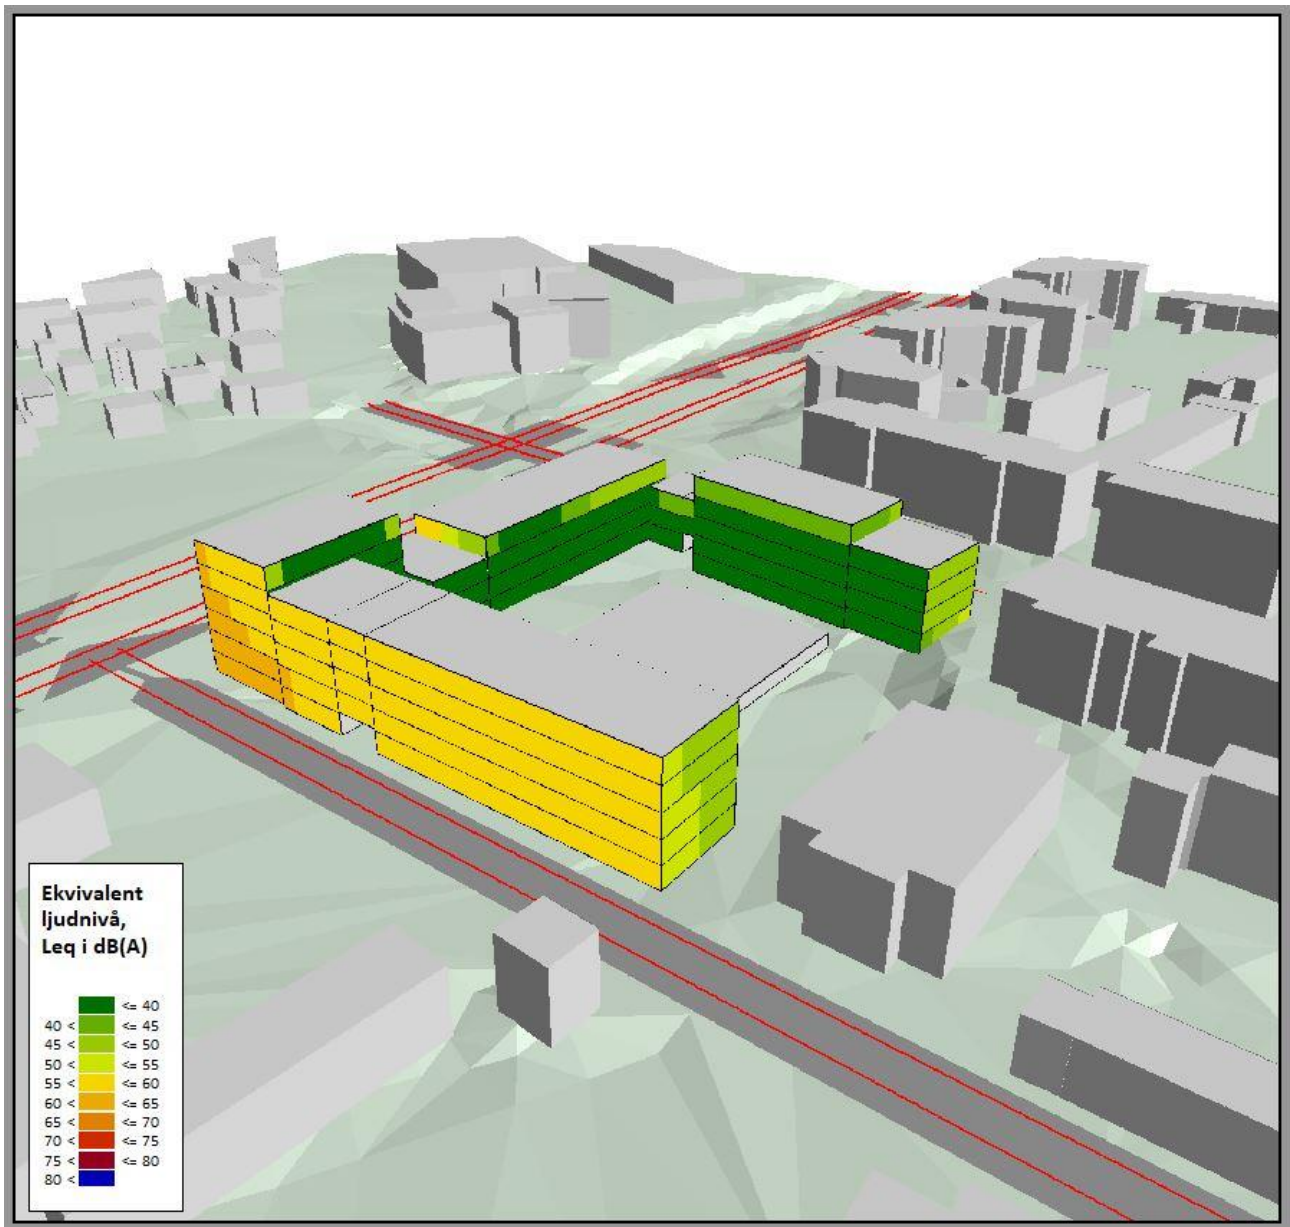 Ekvivalent
ljudnivå,
Leq i dB(A)
<= 40
40 < <= 45
45 < <= 50
50 < <= 55
55 < <= 60
60 < <= 65
65 < <= 70
70 < <= 75
75 < <= 80
80 <